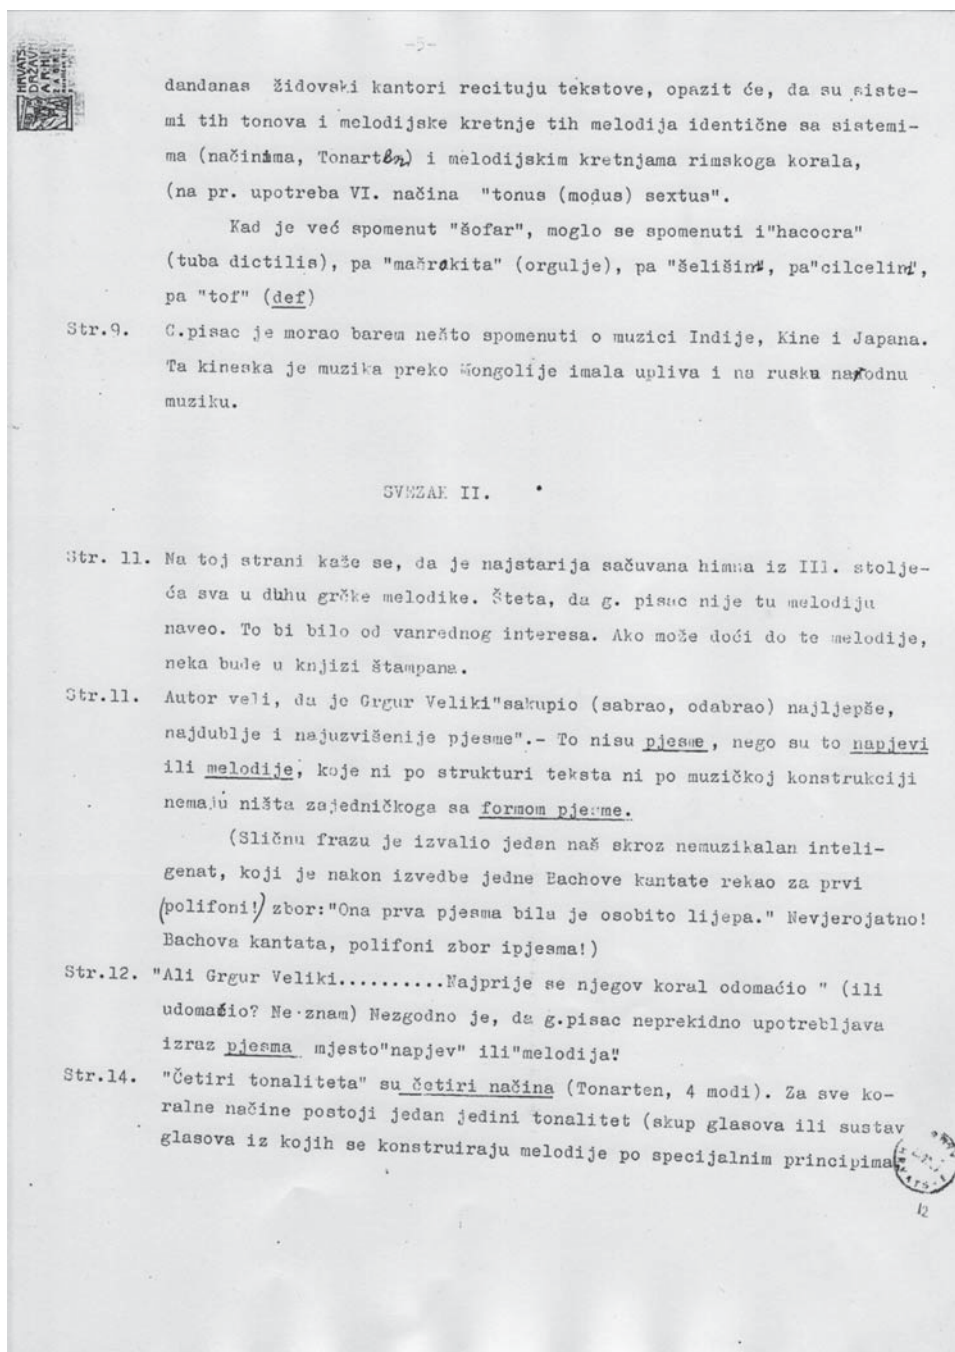 -5-
HRVATSKI
DRŽAVNI
ARHIV
dandanas židovski kantori recituju tekstove, opazit će, da su siste-
mi tih tonova i melodijske kretnje tih melodija identične sa sistemi-
ma (načinima, Tonarten) i melodijskim kretnjama rimskoga korala,
(na pr. upotreba VI. načina "tonus (modus) sextus".
Kad je već spomenut "šofar", moglo se spomenuti i"hacocra"
(tuba dictilis), pa "mašrokita" (orgulje), pa "šelišim", pa"cilcelim",
pa "tof" (def)
Str.9. G.pisac je morao barem nešto spomenuti o muzici Indije, Kine i Japana.
Ta kineska je muzika preko Mongolije imala upliva i na rusku narodnu
muziku.
SVEZAK II.
Str. 11. Na toj strani kaže se, da je najstarija sačuvana himna iz III. stolje-
ća sva u duhu grčke melodike. Šteta, da g. pisac nije tu melodiju
naveo. To bi bilo od vanrednog interesa. Ako može doći do te melodije,
neka bude u knjizi štampana.
Str.11. Autor veli, da je Grgur Veliki"sakupio (sabrao, odabrao) najljepše,
najdublje i najuzvišenije pjesme".- To nisu pjesme, nego su to napjevi
ili melodije, koje ni po strukturi teksta ni po muzičkoj konstrukciji
nemaju ništa zajedničkoga sa formom pjesme.
(Sličnu frazu je izvalio jedan naš skroz nemuzikalan inteli-
genat, koji je nakon izvedbe jedne Bachove kantate rekao za prvi
(polifoni!) zbor:"Ona prva pjesma bila je osobito lijepa." Nevjerojatno!
Bachova kantata, polifoni zbor ipjesma!)
Str.12. "Ali Grgur Veliki..........Najprije se njegov koral odomaćio " (ili
udomaćio? Ne znam) Nezgodno je, da g.pisac neprekidno upotrebljava
izraz pjesma mjesto"napjev" ili"melodija"!
Str.14. "Četiri tonaliteta" su četiri načina (Tonarten, 4 modi). Za sve ko-
ralne načine postoji jedan jedini tonalitet (skup glasova ili sustav
glasova iz kojih se konstruiraju melodije po specijalnim principima
12